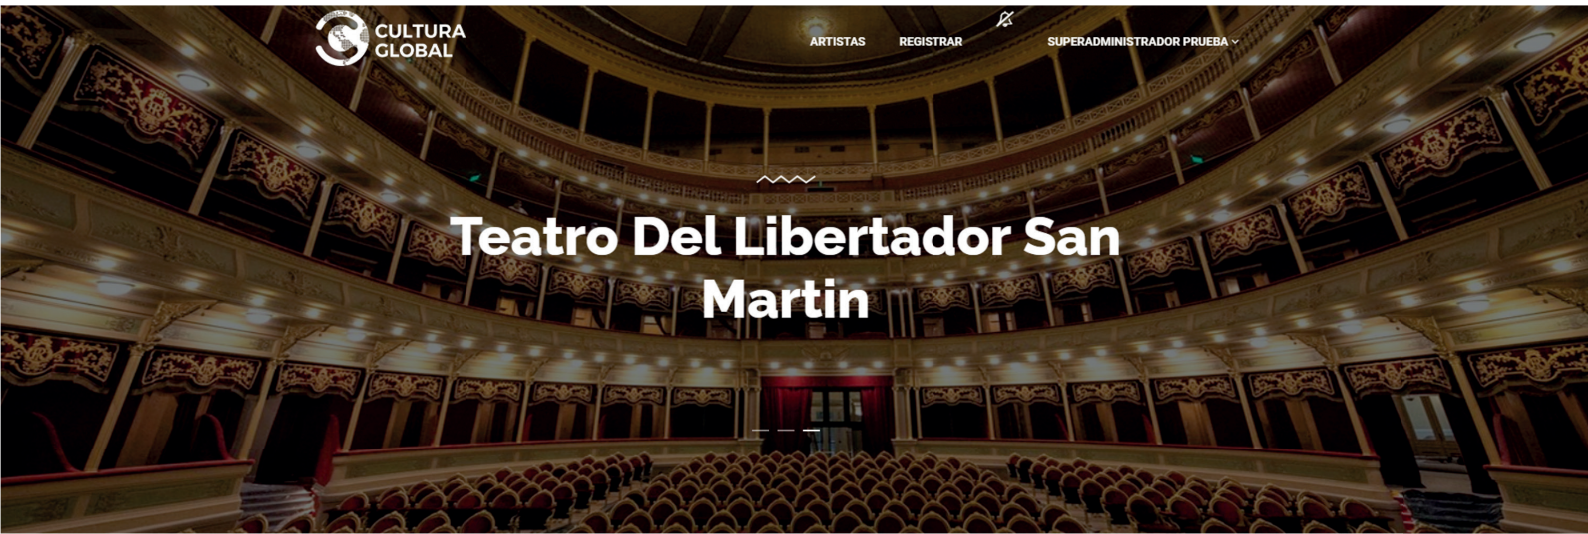 CULTURA
GLOBAL
ARTISTAS
REGISTRAR
SUPERADMINISTRADOR PRUEBA
Teatro Del Libertador San
Martin